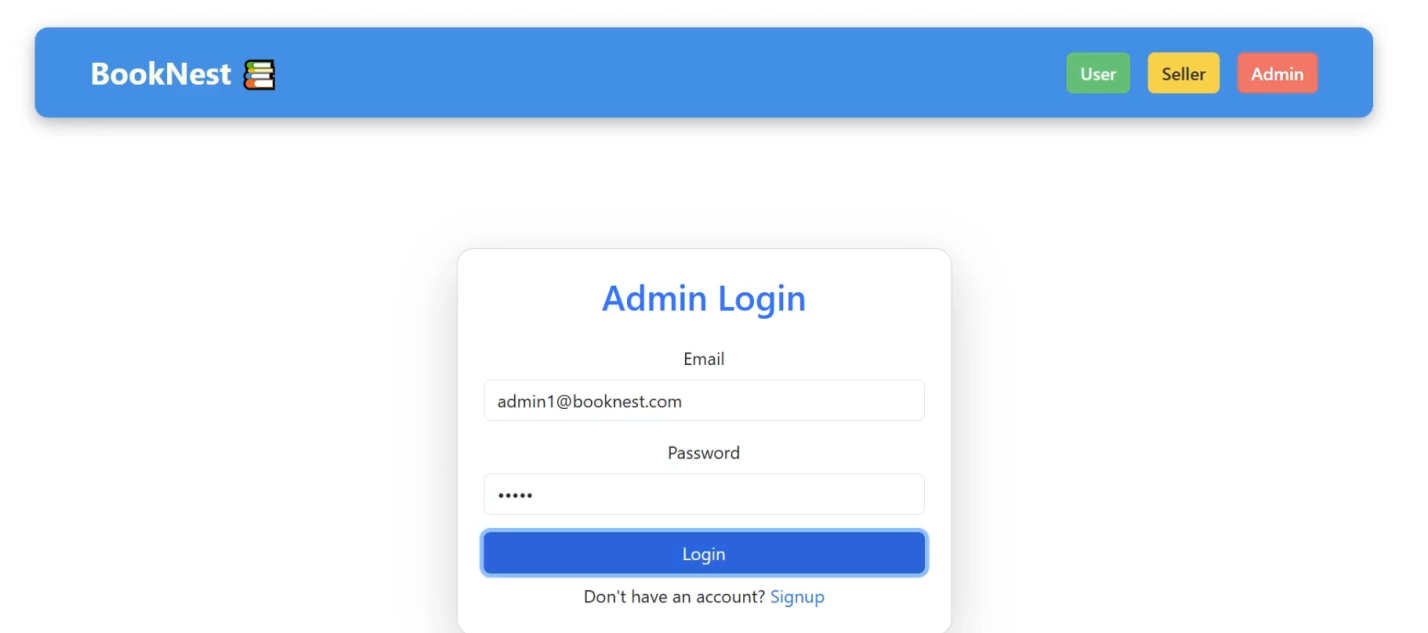 BookNest 📚
User Seller Admin
Admin Login
Email
admin1@booknest.com
Password
•••••
Login
Don't have an account? Signup